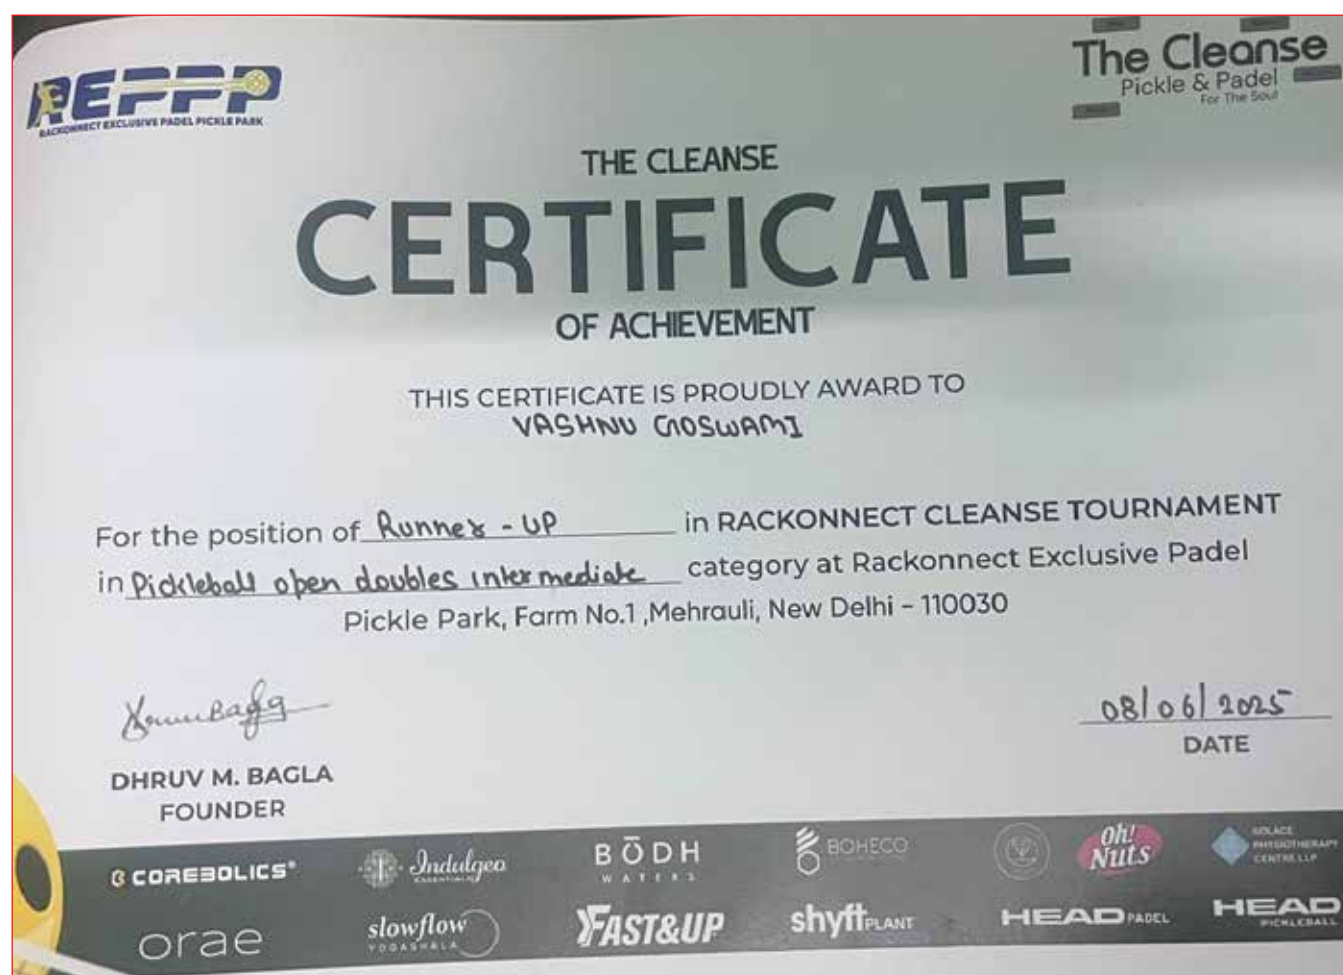 REPPP
RACKONNECT EXCLUSIVE PADEL PICKLE PARK
The Cleanse
Pickle & Padel
For The Soul
THE CLEANSE
CERTIFICATE
OF ACHIEVEMENT
THIS CERTIFICATE IS PROUDLY AWARD TO
VASHNU GOSWAMI
For the position of Runner - UP in RACKONNECT CLEANSE TOURNAMENT
in Pickleball open doubles intermediate category at Rackonnect Exclusive Padel
Pickle Park, Farm No.1 ,Mehrauli, New Delhi - 110030
08/06/2025
DATE
DHRUV M. BAGLA
FOUNDER
COREBOLICS®
Indulgeo
ESSENTIALS
BŌDH
WATERS
BOHECO
Oh!
Nuts
SOLACE
PHYSIOTHERAPY
CENTRE LLP
orae
slowflow
YOGASHALA
FAST&UP
shyft PLANT
HEAD PADEL
HEAD
PICKLEBALL